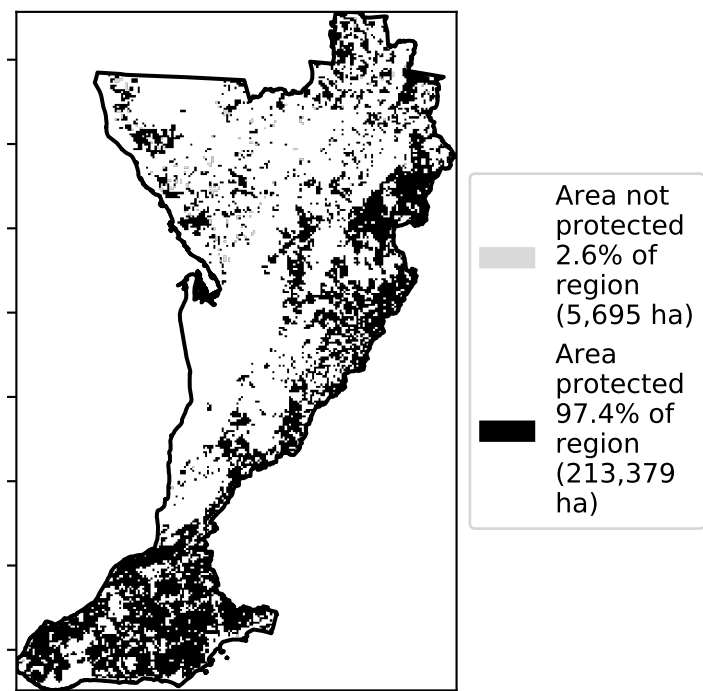 Area not
protected
2.6% of
region
(5,695 ha)
Area
protected
97.4% of
region
(213,379
ha)